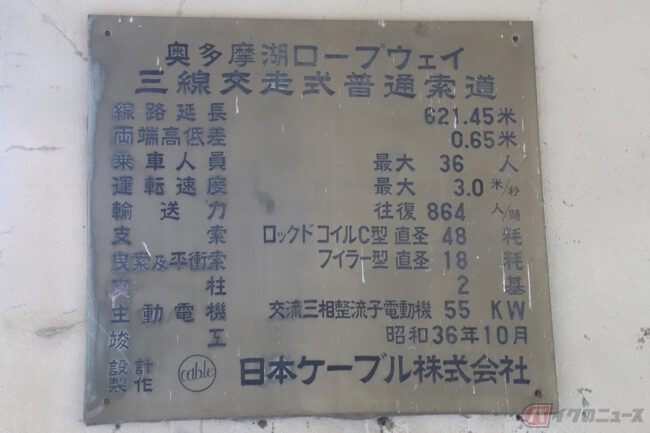 奥多摩湖ロープウェイ
三線交走式普通索道
線路延長 621.45米
両端高低差 0.65米
乗車人員 最大 36 人
運転速度 最大 3.0 米/秒
輸送力 往復 864 人/時
支索 ロックドコイルC型 直圣 48 粍
曳索及平衡索 フイラー型 直圣 18 粍
支柱 2 基
主動電機 交流三相整流子電動機 55 KW
竣工 昭和36年10月
設計製作 cable 日本ケーブル株式会社
バイクのニュース